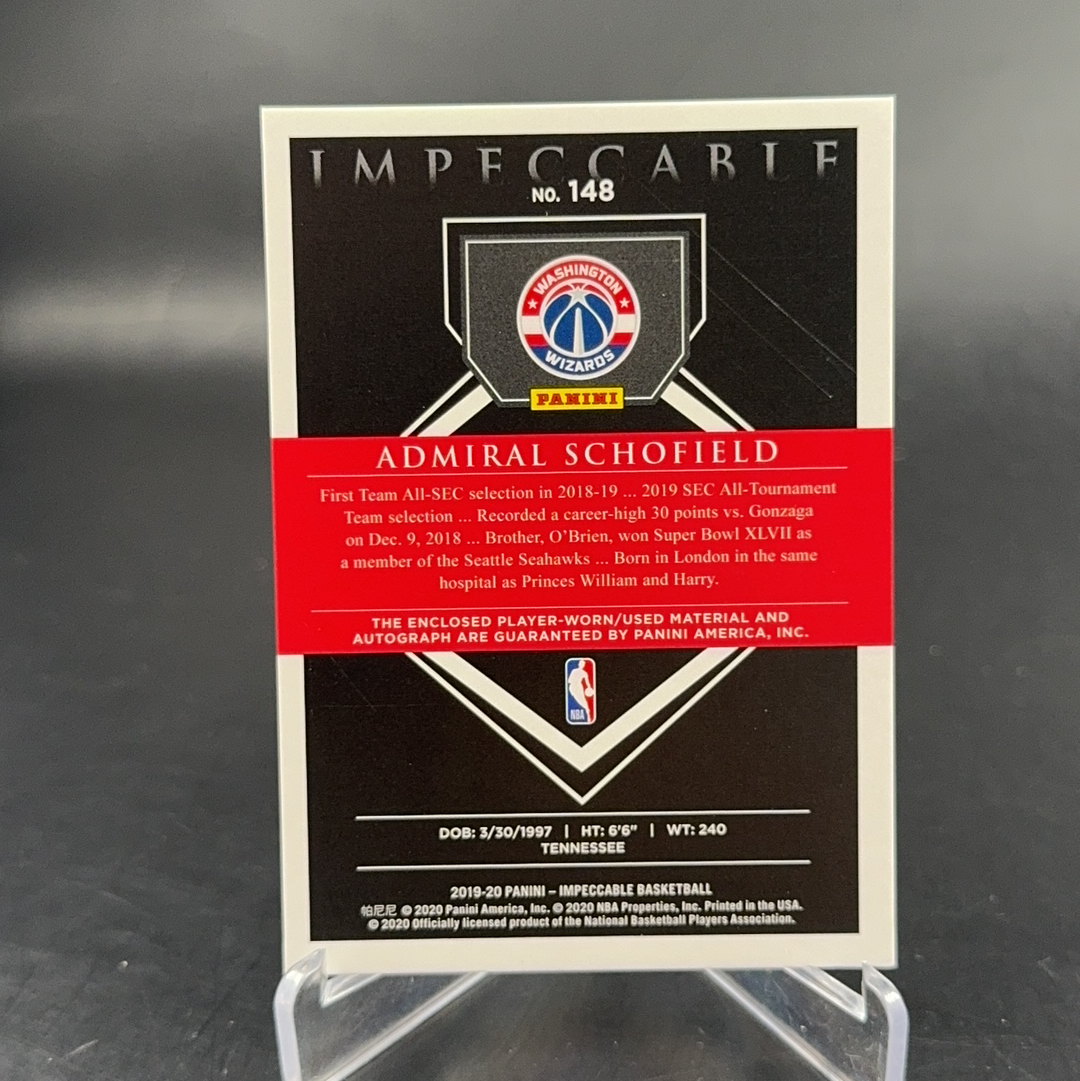 IMPECCABLE
NO. 148
WASHINGTON
WIZARDS
PANINI
ADMIRAL SCHOFIELD
First Team All-SEC selection in 2018-19 ... 2019 SEC All-Tournament
Team selection ... Recorded a career-high 30 points vs. Gonzaga
on Dec. 9, 2018 ... Brother, O'Brien, won Super Bowl XLVII as
a member of the Seattle Seahawks ... Born in London in the same
hospital as Princes William and Harry.
THE ENCLOSED PLAYER-WORN/USED MATERIAL AND
AUTOGRAPH ARE GUARANTEED BY PANINI AMERICA, INC.
NBA
DOB: 3/30/1997 | HT: 6'6" | WT: 240
TENNESSEE
2019-20 PANINI – IMPECCABLE BASKETBALL
帕尼尼 © 2020 Panini America, Inc. © 2020 NBA Properties, Inc. Printed in the USA.
© 2020 Officially licensed product of the National Basketball Players Association.